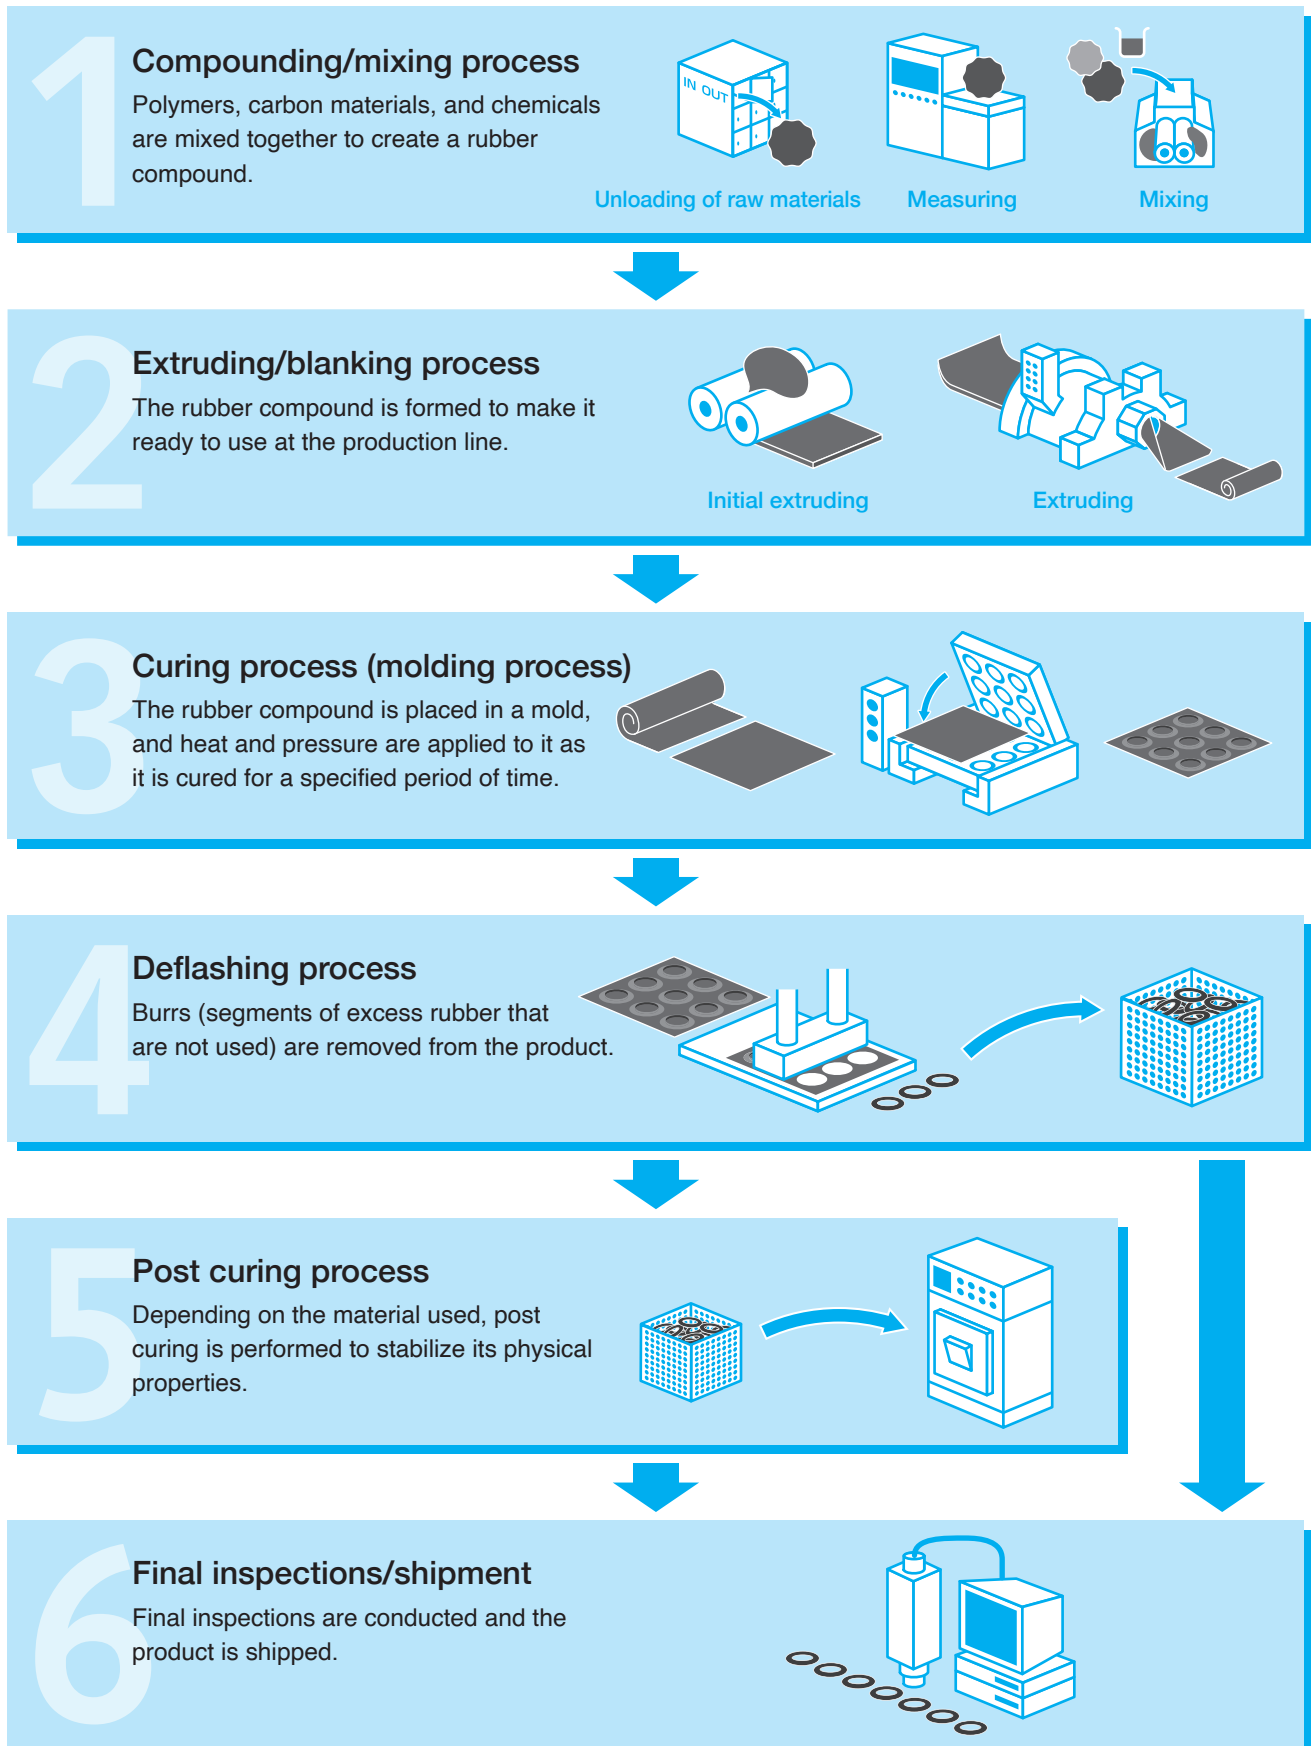 1
Compounding/mixing process
Polymers, carbon materials, and chemicals
are mixed together to create a rubber
compound.
IN OUT
Unloading of raw materials
Measuring
Mixing
2
Extruding/blanking process
The rubber compound is formed to make it
ready to use at the production line.
Initial extruding
Extruding
3
Curing process (molding process)
The rubber compound is placed in a mold,
and heat and pressure are applied to it as
it is cured for a specified period of time.
4
Deflashing process
Burrs (segments of excess rubber that
are not used) are removed from the product.
5
Post curing process
Depending on the material used, post
curing is performed to stabilize its physical
properties.
6
Final inspections/shipment
Final inspections are conducted and the
product is shipped.